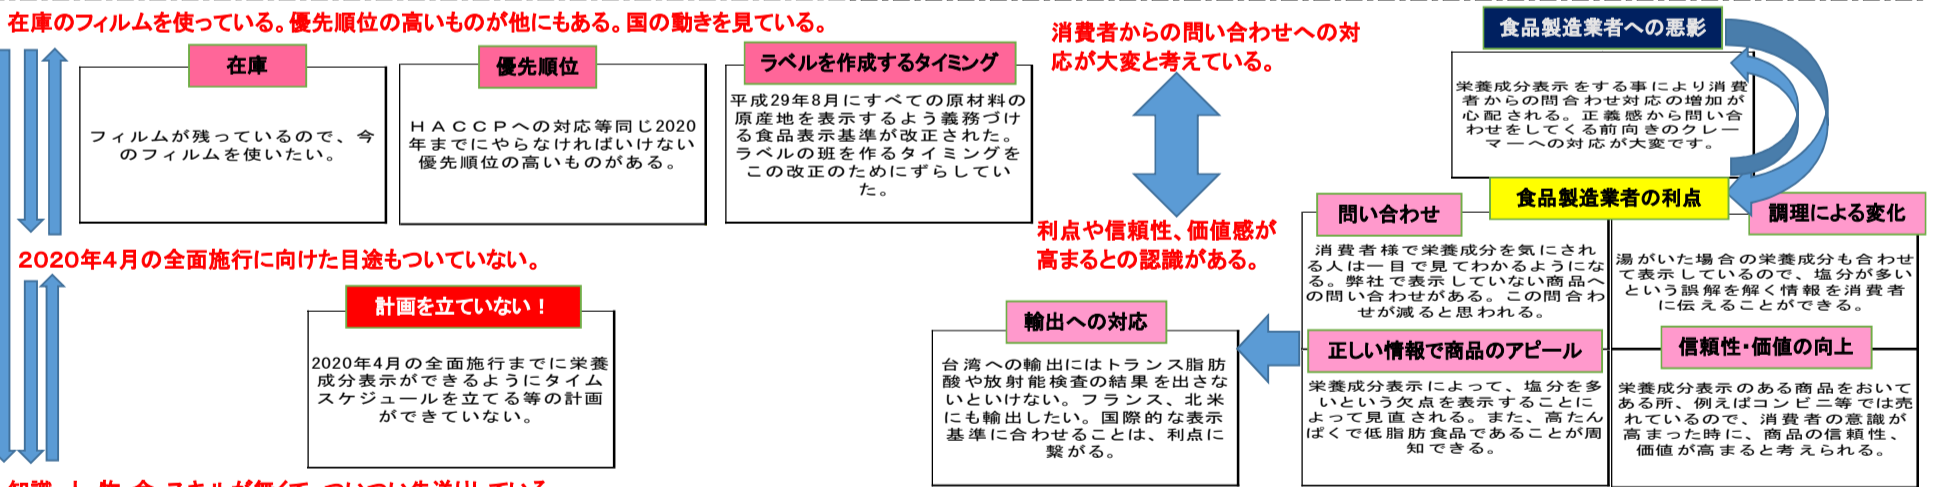 在庫のフィルムを使っている。優先順位の高いものが他にもある。国の動きを見ている。
在庫
フィルムが残っているので、今
のフィルムを使いたい。
優先順位
HACCPへの対応等同じ2020
年までにやらなければいけない
優先順位の高いものがある。
ラベルを作成するタイミング
平成29年8月にすべての原材料の
原産地を表示するよう義務づけ
る食品表示基準が改正された。
ラベルの班を作るタイミングを
この改正のためにずらしてい
た。
2020年4月の全面施行に向けた目途もついていない。
計画を立ていない！
2020年4月の全面施行までに栄養
成分表示ができるようにタイム
スケジュールを立てる等の計画
ができていない。
消費者からの問い合わせへの対
応が大変と考えている。
利点や信頼性、価値感が
高まるとの認識がある。
食品製造業者への悪影
栄養成分表示をする事により消費
者からの問合わせ対応の増加が
心配される。正義感から問い合
わせをしてくる前向きのクレー
マーへの対応が大変です。
食品製造業者の利点
問い合わせ
消費者様で栄養成分を気にされ
る人は一目で見てわかるようにな
る。弊社で表示していない商品へ
の問い合わせがある。この問合わ
せが減ると思われる。
調理による変化
湯がいた場合の栄養成分も合わせ
て表示しているので、塩分が多い
という誤解を解く情報を消費者
に伝えることができる。
輸出への対応
台湾への輸出にはトランス脂肪
酸や放射能検査の結果を出さな
いといけない。フランス、北米
にも輸出したい。国際的な表示
基準に合わせることは、利点に
繋がる。
正しい情報で商品のアピール
栄養成分表示によって、塩分を多
いという欠点を表示することに
よって見直される。また、高たん
ぱくで低脂肪食品であることが周
知できる。
信頼性・価値の向上
栄養成分表示のある商品をおいて
ある所、例えばコンビニ等では売
れているので、消費者の意識が
高まった時に、商品の信頼性、
価値が高まると考えられる。